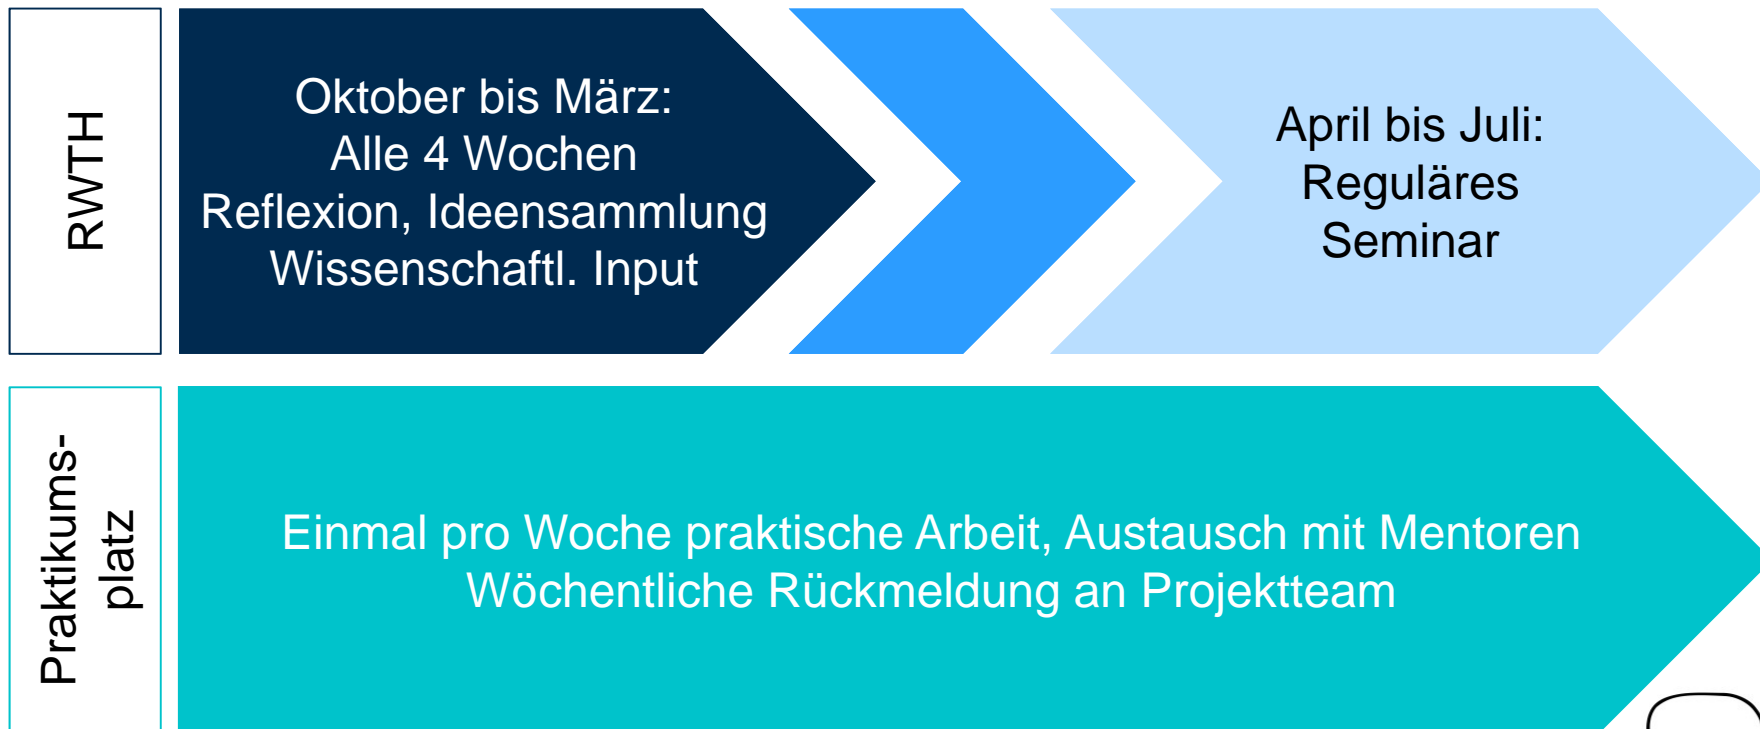 RWTH
Oktober bis März:
Alle 4 Wochen
Reflexion, Ideensammlung
Wissenschaftl. Input
April bis Juli:
Reguläres
Seminar
Praktikums-
platz
Einmal pro Woche praktische Arbeit, Austausch mit Mentoren
Wöchentliche Rückmeldung an Projektteam